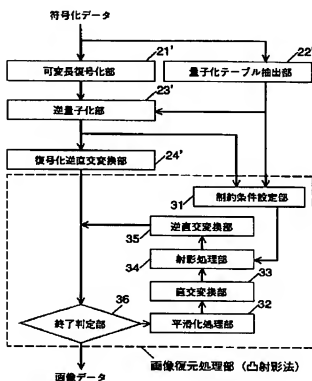 符号化データ
21'
22'
可変長復号化部
量子化テーブル抽出部
23'
逆量子化部
復号化逆直交変換部
24'
制約条件設定部
31
逆直交変換部
35
射影処理部
34
33
直交変換部
32
36
終了判定部
平滑化処理部
画像データ
画像復元処理部(凸射影法)